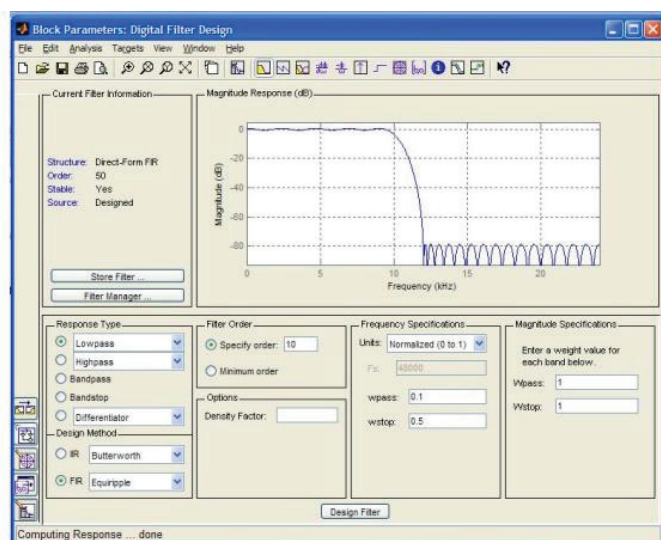 Block Parameters: Digital Filter Design
File Edit Analysis Targets View Window Help
Current Filter Information
Structure: Direct-Form FIR
Order: 50
Stable: Yes
Source: Designed
Store Filter ...
Filter Manager ...
Magnitude Response (dB)
Magnitude (dB)
0
-20
-40
-60
-80
0 5 10 15 20
Frequency (kHz)
Response Type
Lowpass
Highpass
Bandpass
Bandstop
Differentiator
Design Method
IIR Butterworth
FIR Equiripple
Filter Order
Specify order: 10
Minimum order
Options
Density Factor:
Frequency Specifications
Units: Normalized (0 to 1)
Fs: 48000
wpass: 0.1
wstop: 0.5
Magnitude Specifications
Enter a weight value for
each band below.
Wpass: 1
Wstop: 1
Design Filter
Computing Response ... done